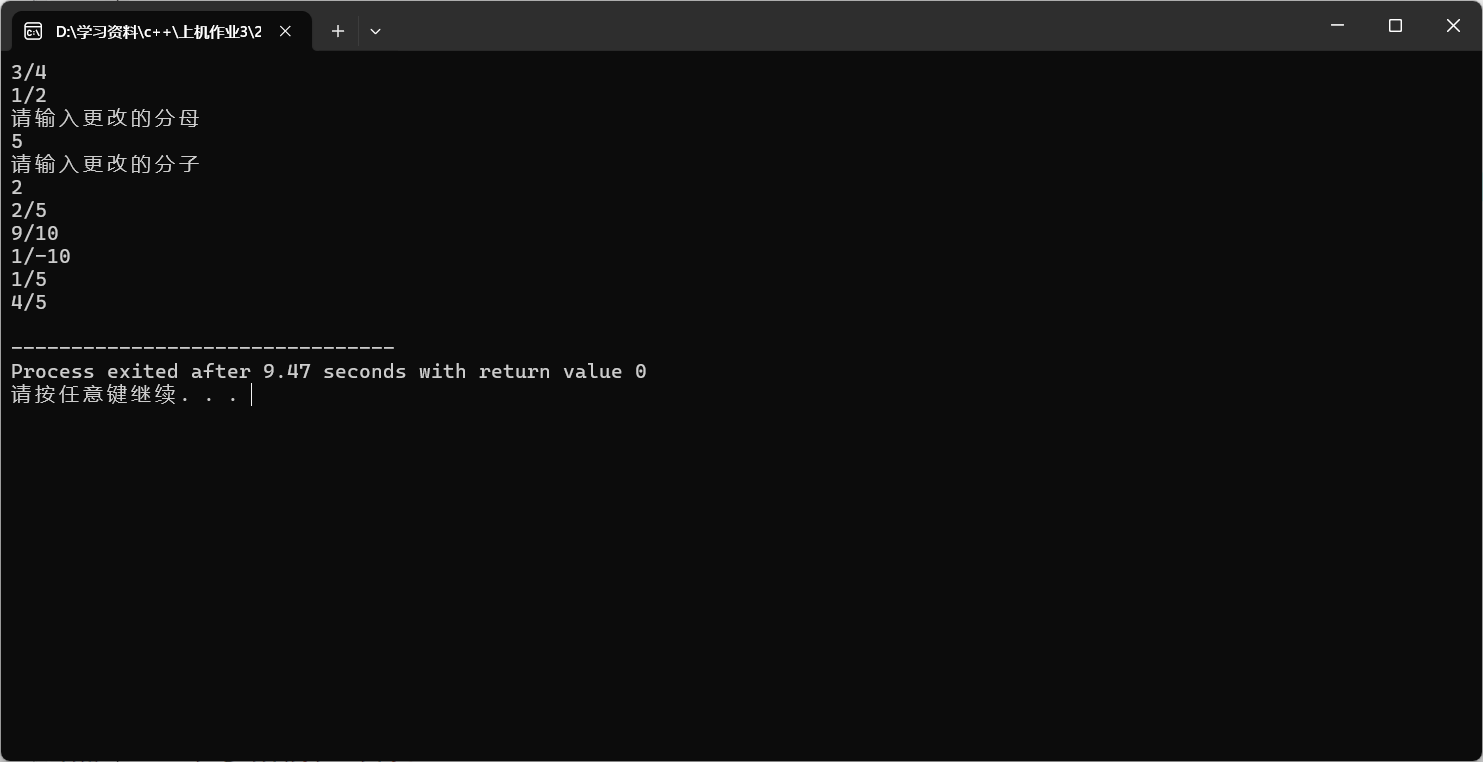 D:\学习资料\c++\上机作业3\2
3/4
1/2
请输入更改的分母
5
请输入更改的分子
2
2/5
9/10
1/-10
1/5
4/5
--------------------------------
Process exited after 9.47 seconds with return value 0
请按任意键继续. . .